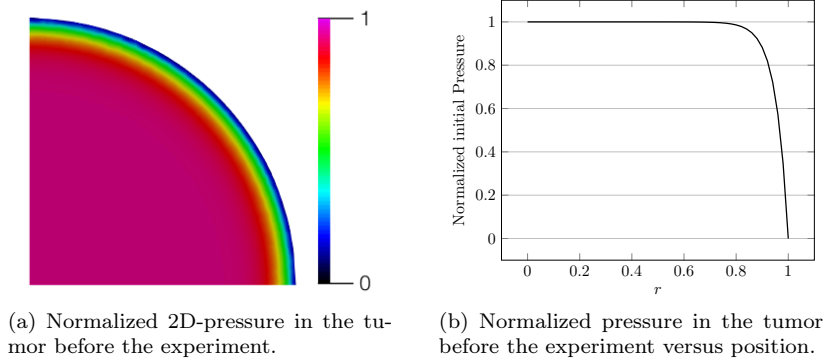 1
0
Normalized initial Pressure
1
0.8
0.6
0.4
0.2
0
0
0.2
0.4
0.6
0.8
1
r
(a) Normalized 2D-pressure in the tu-
mor before the experiment.
(b) Normalized pressure in the tumor
before the experiment versus position.